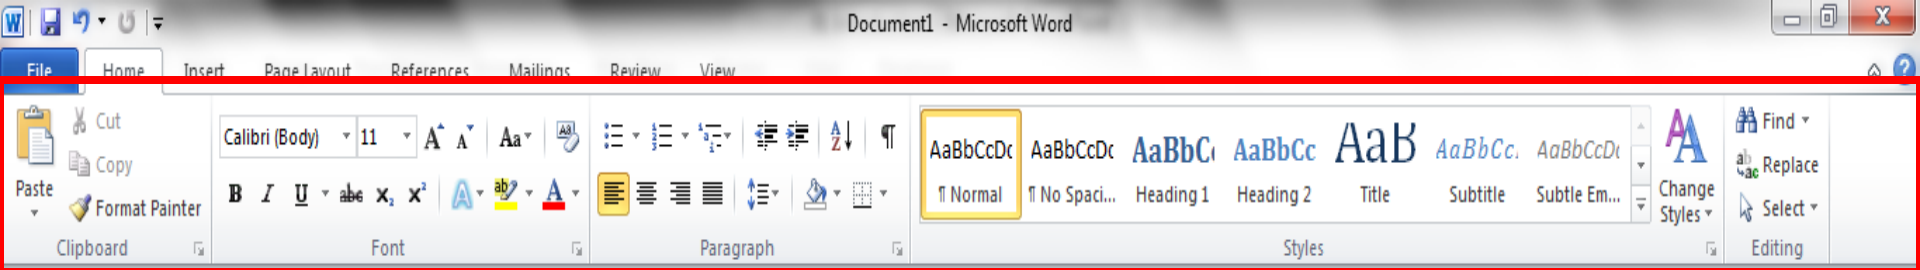 W
Document1 - Microsoft Word
File Home Insert Page Layout References Mailings Review View
Paste
Cut
Copy
Format Painter
Clipboard
Calibri (Body) 11 A A Aa
B I U abc x₂ x² A ab A
Font
A Z ¶
Paragraph
AaBbCcDc AaBbCcDc AaBbC AaBbCc AaB AaBbCc. AaBbCcDc
¶ Normal ¶ No Spaci... Heading 1 Heading 2 Title Subtitle Subtle Em...
Change
Styles
Styles
Find
Replace
Select
Editing